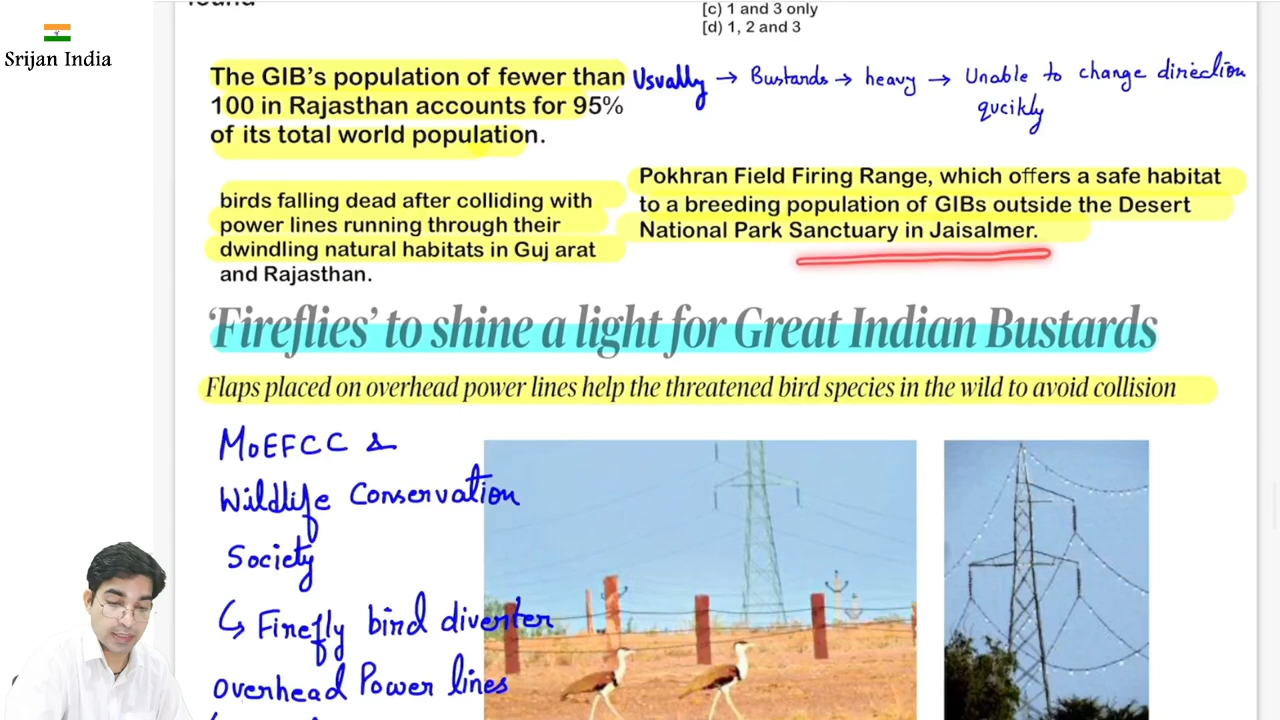 Srijan India
[c] 1 and 3 only
[d] 1, 2 and 3
The GIB's population of fewer than
100 in Rajasthan accounts for 95%
of its total world population.
Usually → Bustards → heavy → Unable to change direction
qucikly
birds falling dead after colliding with
power lines running through their
dwindling natural habitats in Guj arat
and Rajasthan.
Pokhran Field Firing Range, which offers a safe habitat
to a breeding population of GIBs outside the Desert
National Park Sanctuary in Jaisalmer.
'Fireflies' to shine a light for Great Indian Bustards
Flaps placed on overhead power lines help the threatened bird species in the wild to avoid collision
MoEFCC &
Wildlife Conservation
Society
↳ Firefly bird diverter
overhead Power lines